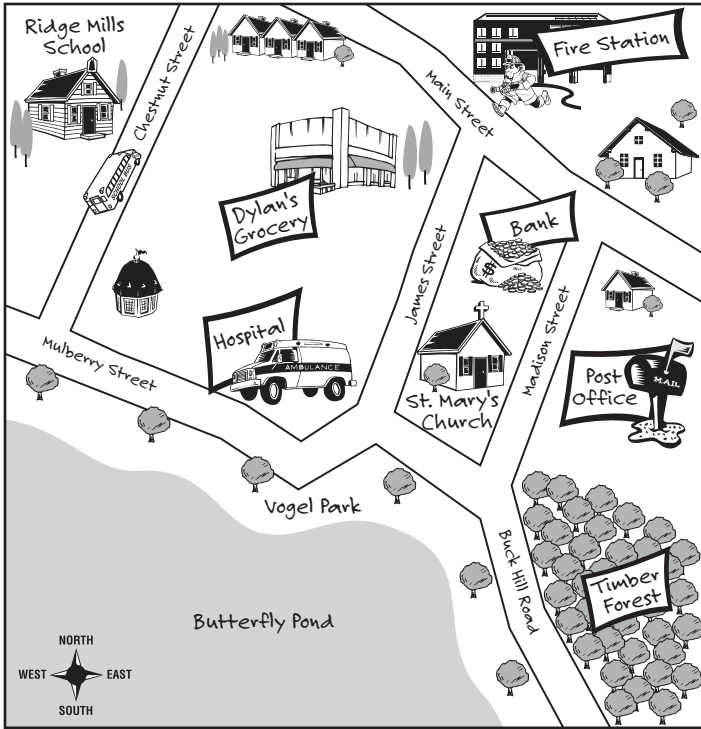 Ridge Mills
School
Chestnut Street
Main Street
Fire Station
SCHOOL BUS
Dylan's
Grocery
James Street
Bank
$
Madison Street
Mulberry Street
Hospital
AMBULANCE
St. Mary's
Church
Post
Office
MAIL
Vogel Park
Buck Hill Road
Timber
Forest
Butterfly Pond
NORTH
WEST EAST
SOUTH